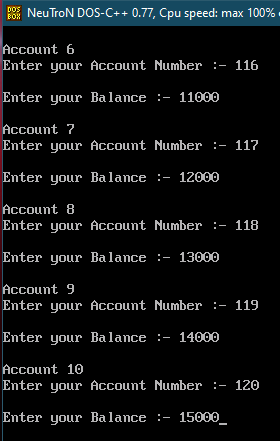 DOS BOX NeuTroN DOS-C++ 0.77, Cpu speed: max 100%
Account 6
Enter your Account Number :- 116
Enter your Balance :- 11000
Account 7
Enter your Account Number :- 117
Enter your Balance :- 12000
Account 8
Enter your Account Number :- 118
Enter your Balance :- 13000
Account 9
Enter your Account Number :- 119
Enter your Balance :- 14000
Account 10
Enter your Account Number :- 120
Enter your Balance :- 15000_